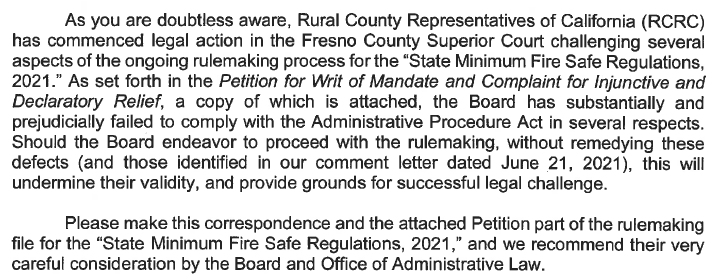 As you are doubtless aware, Rural County Representatives of California (RCRC)
has commenced legal action in the Fresno County Superior Court challenging several
aspects of the ongoing rulemaking process for the “State Minimum Fire Safe Regulations,
2021.” As set forth in the Petition for Writ of Mandate and Complaint for Injunctive and
Declaratory Relief, a copy of which is attached, the Board has substantially and
prejudicially failed to comply with the Administrative Procedure Act in several respects.
Should the Board endeavor to proceed with the rulemaking, without remedying these
defects (and those identified in our comment letter dated June 21, 2021), this will
undermine their validity, and provide grounds for successful legal challenge.
Please make this correspondence and the attached Petition part of the rulemaking
file for the “State Minimum Fire Safe Regulations, 2021,” and we recommend their very
careful consideration by the Board and Office of Administrative Law.